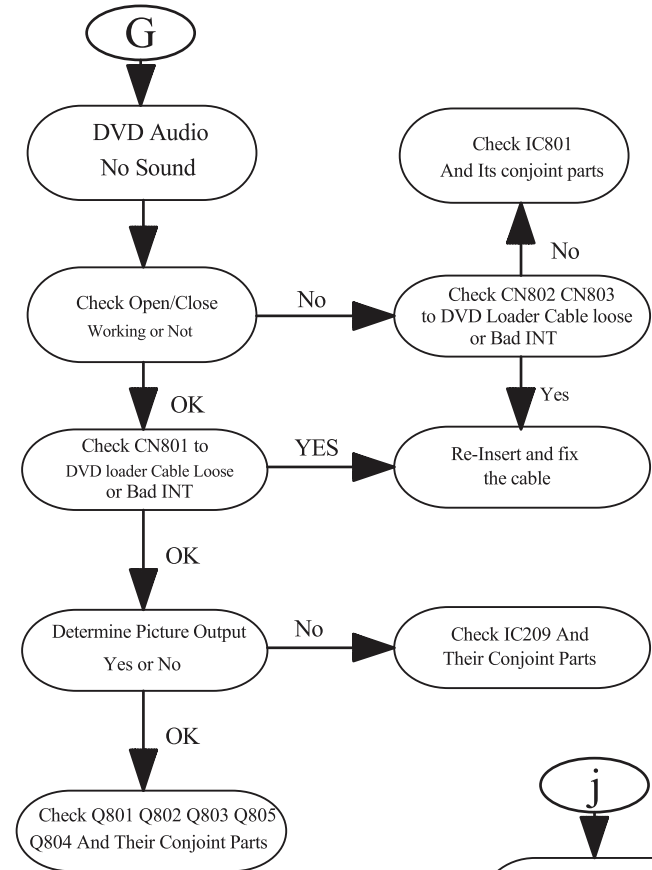 G
DVD Audio
No Sound
Check IC801
And Its conjoint parts
No
Check Open/Close
Working or Not
No
Check CN802 CN803
to DVD Loader Cable loose
or Bad INT
OK
Yes
Check CN801 to
DVD loader Cable Loose
or Bad INT
YES
Re-Insert and fix
the cable
OK
Determine Picture Output
Yes or No
No
Check IC209 And
Their Conjoint Parts
OK
Check Q801 Q802 Q803 Q805
Q804 And Their Conjoint Parts
j